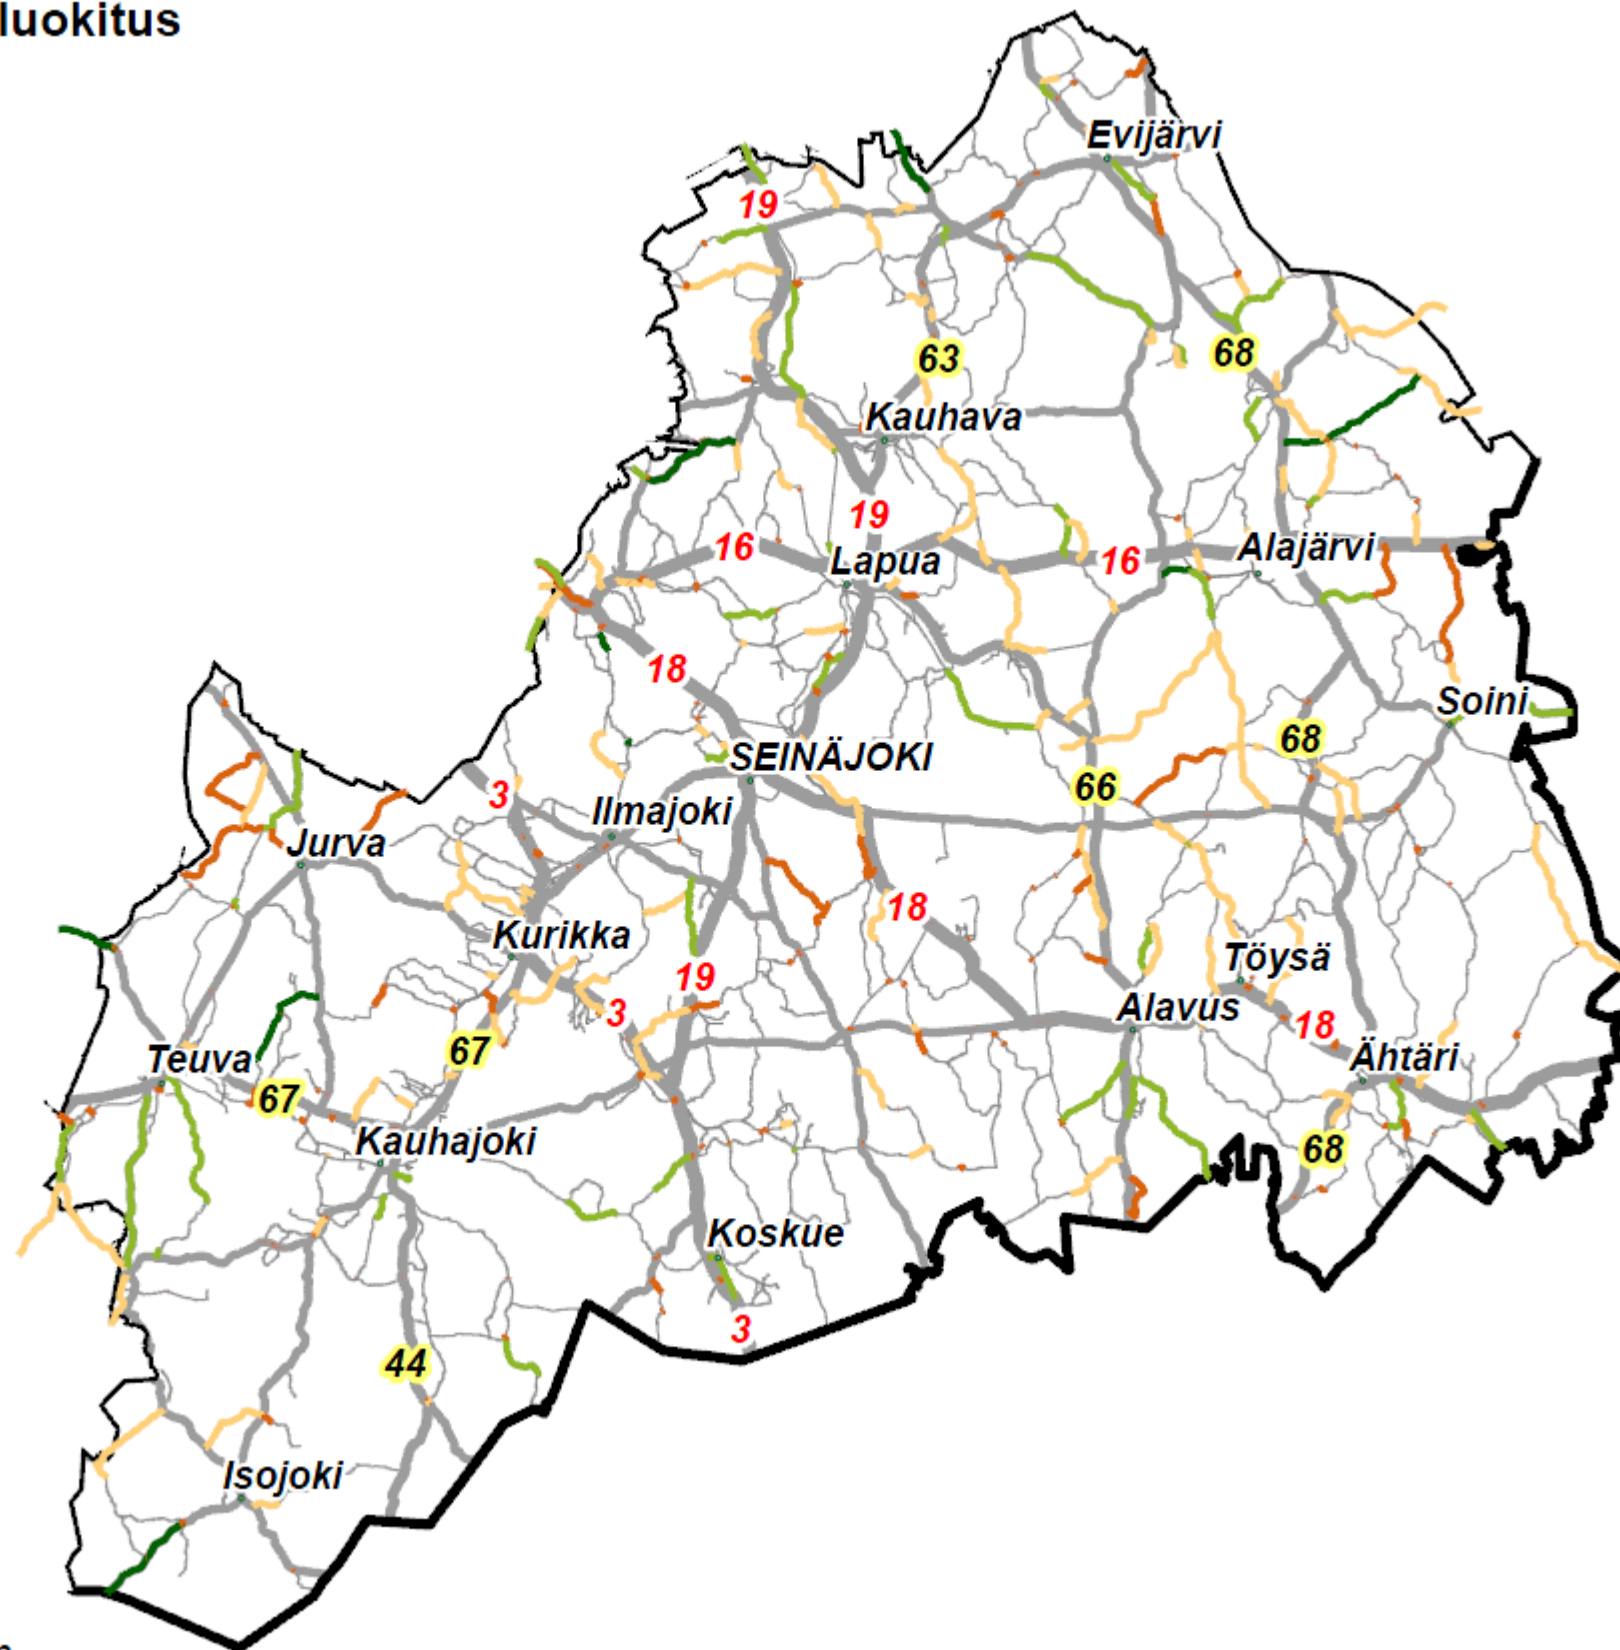 luokitus
Evijärvi
19
63
68
Kauhava
19
16
Lapua
16
Alajärvi
18
Soini
SEINÄJOKI
68
66
3
Ilmajoki
Jurva
18
Kurikka
Töysä
19
3
Alavus
18
67
Teuva
Ähtäri
67
Kauhajoki
68
Koskue
3
44
Isojoki